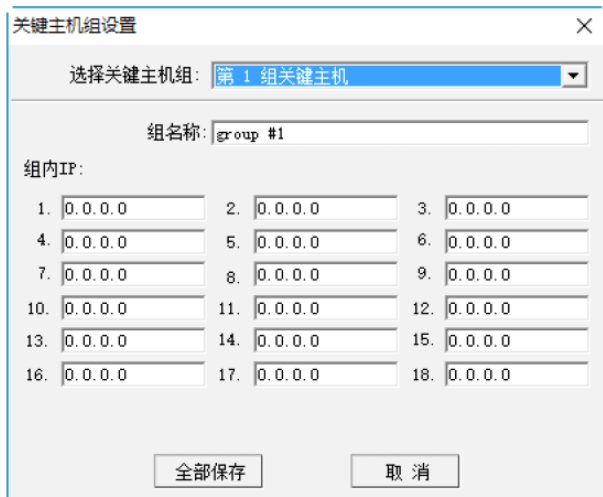 关键主机组设置
选择关键主机组: 第 1 组关键主机
组名称: group #1
组内IP:
1. 0.0.0.0 2. 0.0.0.0 3. 0.0.0.0
4. 0.0.0.0 5. 0.0.0.0 6. 0.0.0.0
7. 0.0.0.0 8. 0.0.0.0 9. 0.0.0.0
10. 0.0.0.0 11. 0.0.0.0 12. 0.0.0.0
13. 0.0.0.0 14. 0.0.0.0 15. 0.0.0.0
16. 0.0.0.0 17. 0.0.0.0 18. 0.0.0.0
全部保存 取 消